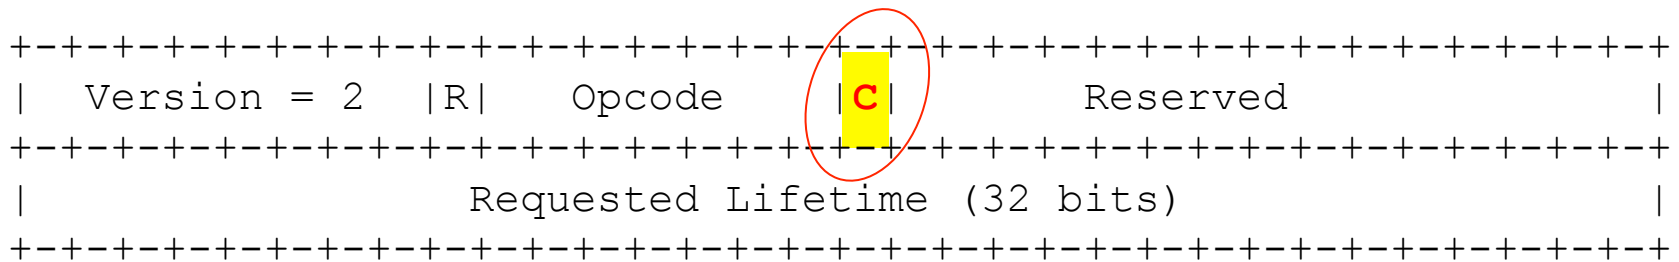 +-+-+-+-+-+-+-+-+-+-+-+-+-+-+-+-+-+-+-+-+-+-+-+-+-+-+-+-+-+-+-+-+
|  Version = 2  |R|   Opcode    |C|       Reserved              |
+-+-+-+-+-+-+-+-+-+-+-+-+-+-+-+-+-+-+-+-+-+-+-+-+-+-+-+-+-+-+-+-+
|                 Requested Lifetime (32 bits)                  |
+-+-+-+-+-+-+-+-+-+-+-+-+-+-+-+-+-+-+-+-+-+-+-+-+-+-+-+-+-+-+-+-+